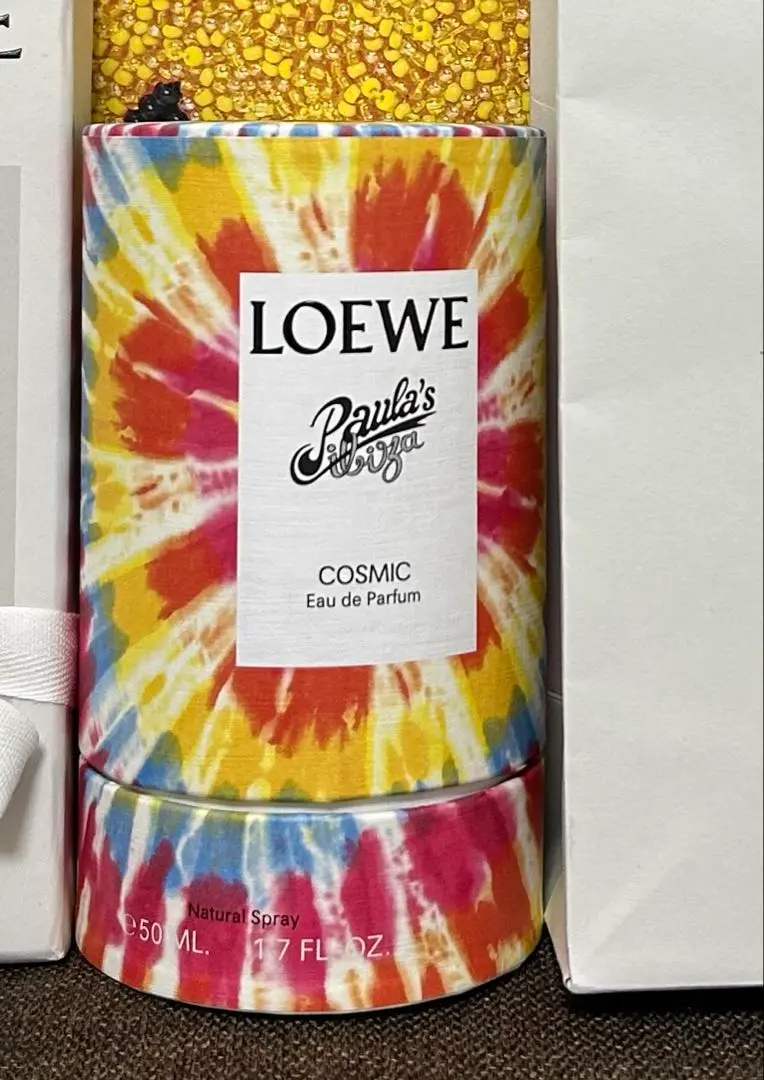 LOEWE
Paula's
ibiza
COSMIC
Eau de Parfum
Natural Spray
℮50 ML. 1.7 FL. OZ.